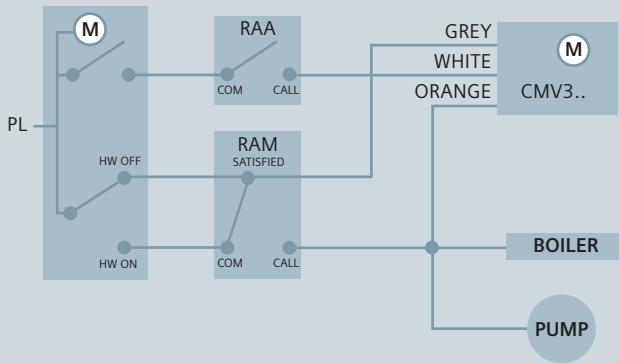 M
RAA
GREY
WHITE
ORANGE
M
CMV3..
COM CALL
PL
RAM
SATISFIED
HW OFF
HW ON
COM CALL
BOILER
PUMP